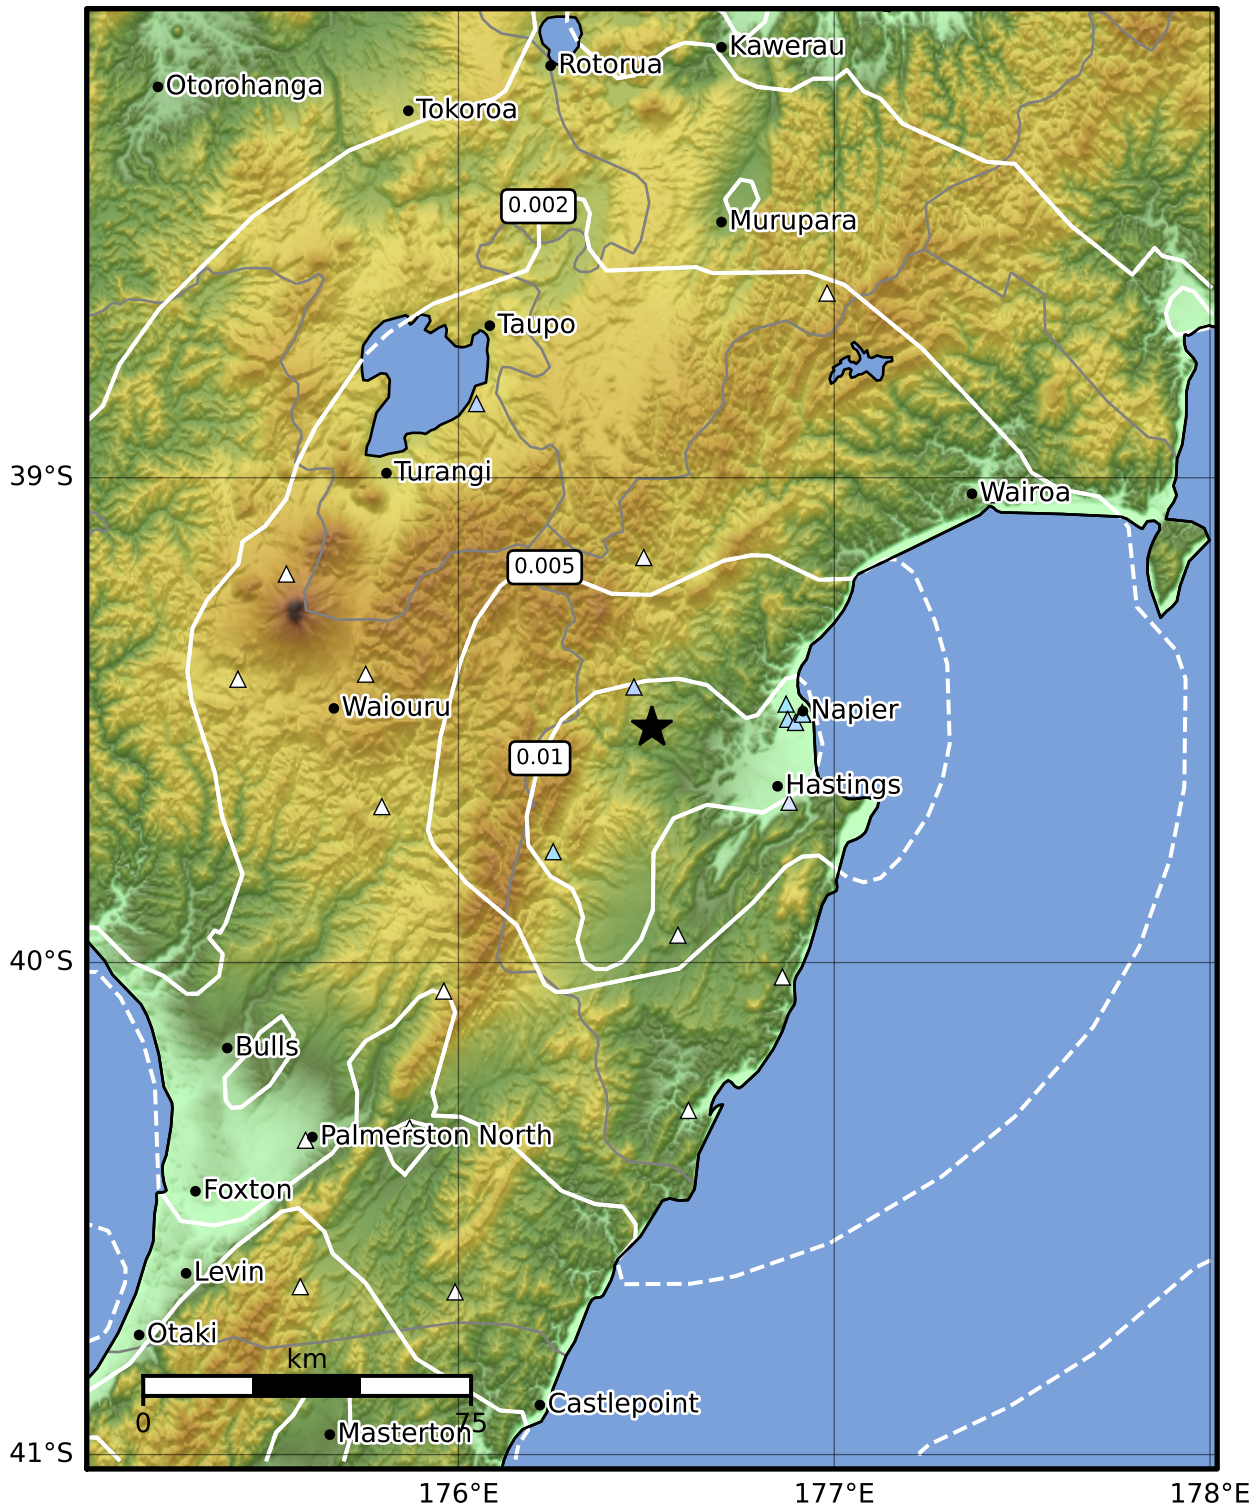 Kawerau
Rotorua
Otorohanga
Tokoroa
0.002
Murupara
Taupo
39°S
Turangi
Wairoa
0.005
Waiouru
Napier
0.01
Hastings
40°S
Bulls
Palmerston North
Foxton
Levin
Otaki
km
0
75
Castlepoint
Masterton
41°S
176°E
177°E
178°E